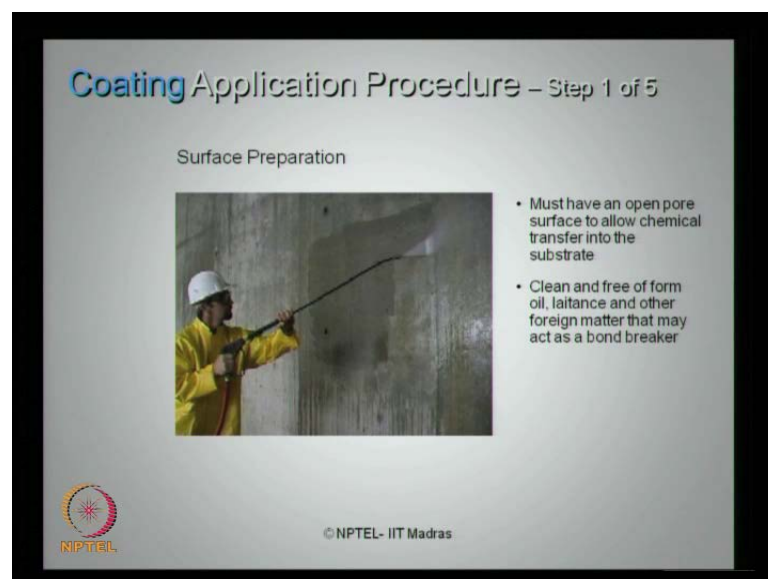 Coating Application Procedure – Step 1 of 5
Surface Preparation
• Must have an open pore
surface to allow chemical
transfer into the
substrate
• Clean and free of form
oil, laitance and other
foreign matter that may
act as a bond breaker
NPTEL
© NPTEL- IIT Madras